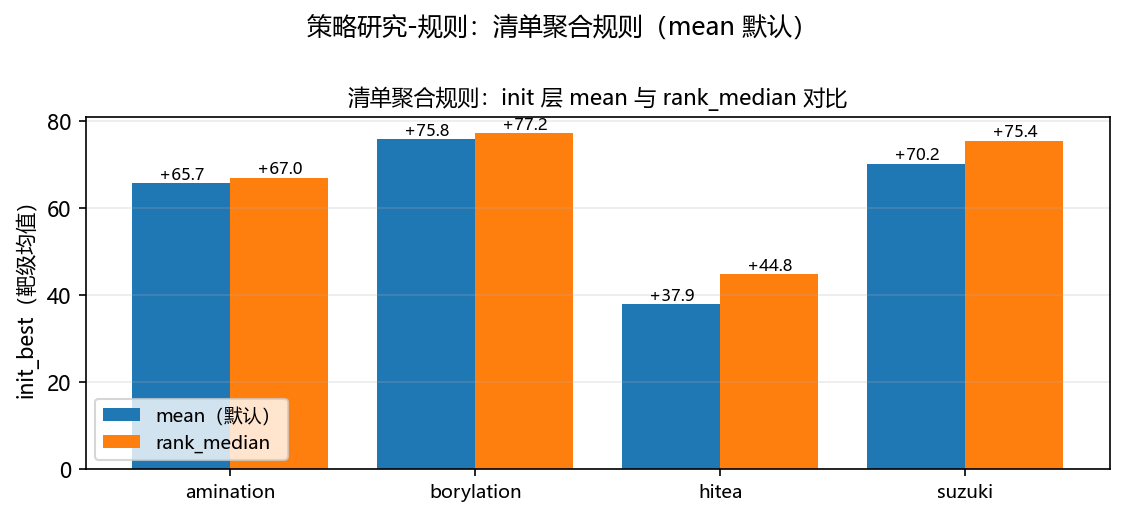 策略研究-规则：清单聚合规则（mean 默认）
清单聚合规则：init 层 mean 与 rank_median 对比
init_best（靶级均值）
80
60
40
20
0
+65.7
+67.0
+75.8
+77.2
+37.9
+44.8
+70.2
+75.4
mean（默认）
rank_median
amination
borylation
hitea
suzuki